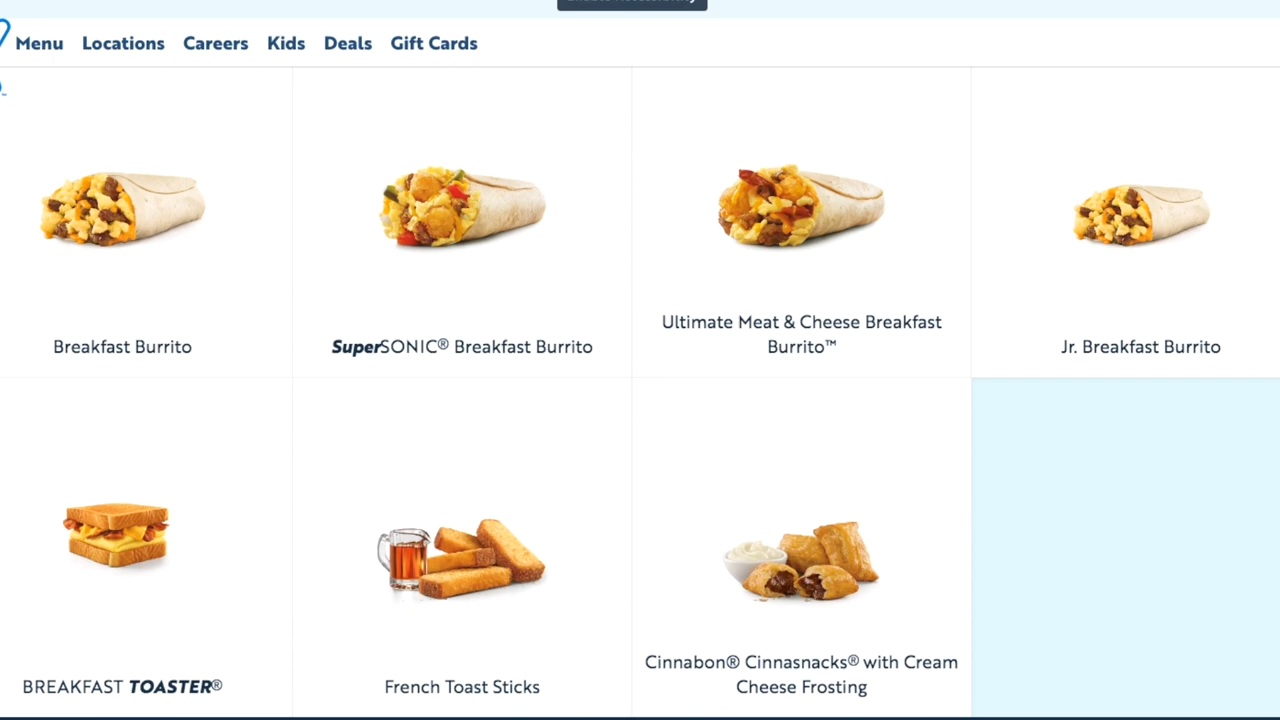 Menu Locations Careers Kids Deals Gift Cards
Breakfast Burrito
SuperSONIC® Breakfast Burrito
Ultimate Meat & Cheese Breakfast
Burrito™
Jr. Breakfast Burrito
BREAKFAST TOASTER®
French Toast Sticks
Cinnabon® Cinnasnacks® with Cream
Cheese Frosting